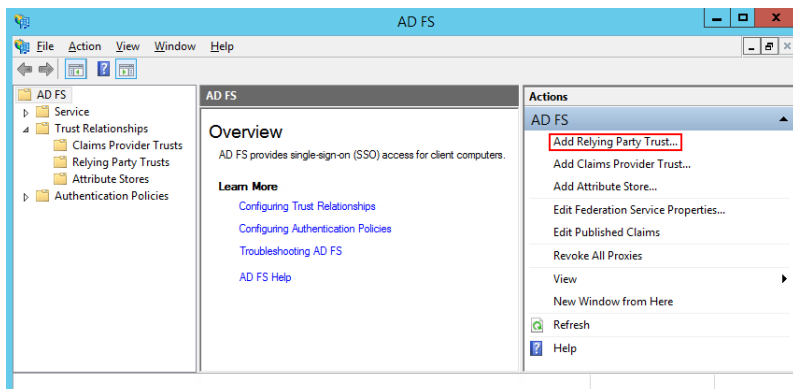 AD FS
File Action View Window Help
AD FS
Service
Trust Relationships
Claims Provider Trusts
Relying Party Trusts
Attribute Stores
Authentication Policies
AD FS
Overview
AD FS provides single-sign-on (SSO) access for client computers.
Learn More
Configuring Trust Relationships
Configuring Authentication Policies
Troubleshooting AD FS
AD FS Help
Actions
AD FS
Add Relying Party Trust...
Add Claims Provider Trust...
Add Attribute Store...
Edit Federation Service Properties...
Edit Published Claims
Revoke All Proxies
View
New Window from Here
Refresh
Help